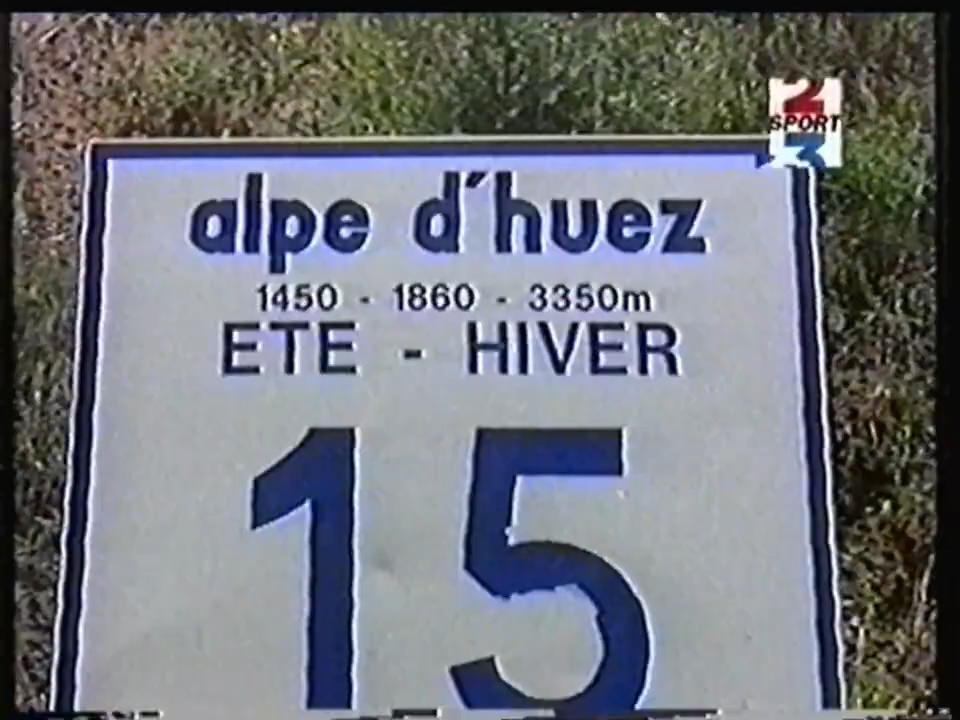 2
SPORT
3
alpe d'huez
1450 - 1860 - 3350m
ETE - HIVER
15